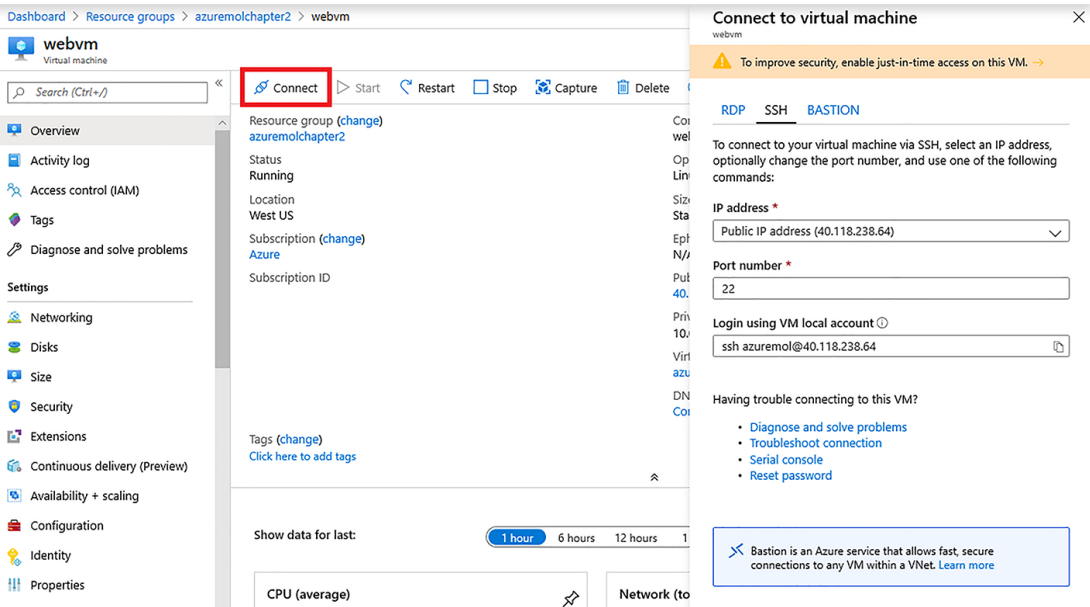 Dashboard > Resource groups > azuremolchapter2 > webvm
webvm
Virtual machine
Search (Ctrl+/)
«
Overview
Activity log
Access control (IAM)
Tags
Diagnose and solve problems
Settings
Networking
Disks
Size
Security
Extensions
Continuous delivery (Preview)
Availability + scaling
Configuration
Identity
Properties
Connect Start Restart Stop Capture Delete
Resource group (change)
azuremolchapter2
Status
Running
Location
West US
Subscription (change)
Azure
Subscription ID
Tags (change)
Click here to add tags
Show data for last:
1 hour 6 hours 12 hours 1
CPU (average)
Network (to
Connect to virtual machine
webvm
To improve security, enable just-in-time access on this VM. →
RDP SSH BASTION
To connect to your virtual machine via SSH, select an IP address,
optionally change the port number, and use one of the following
commands:
IP address *
Public IP address (40.118.238.64)
Port number *
22
Login using VM local account
ssh azuremol@40.118.238.64
Having trouble connecting to this VM?
• Diagnose and solve problems
• Troubleshoot connection
• Serial console
• Reset password
Bastion is an Azure service that allows fast, secure
connections to any VM within a VNet. Learn more